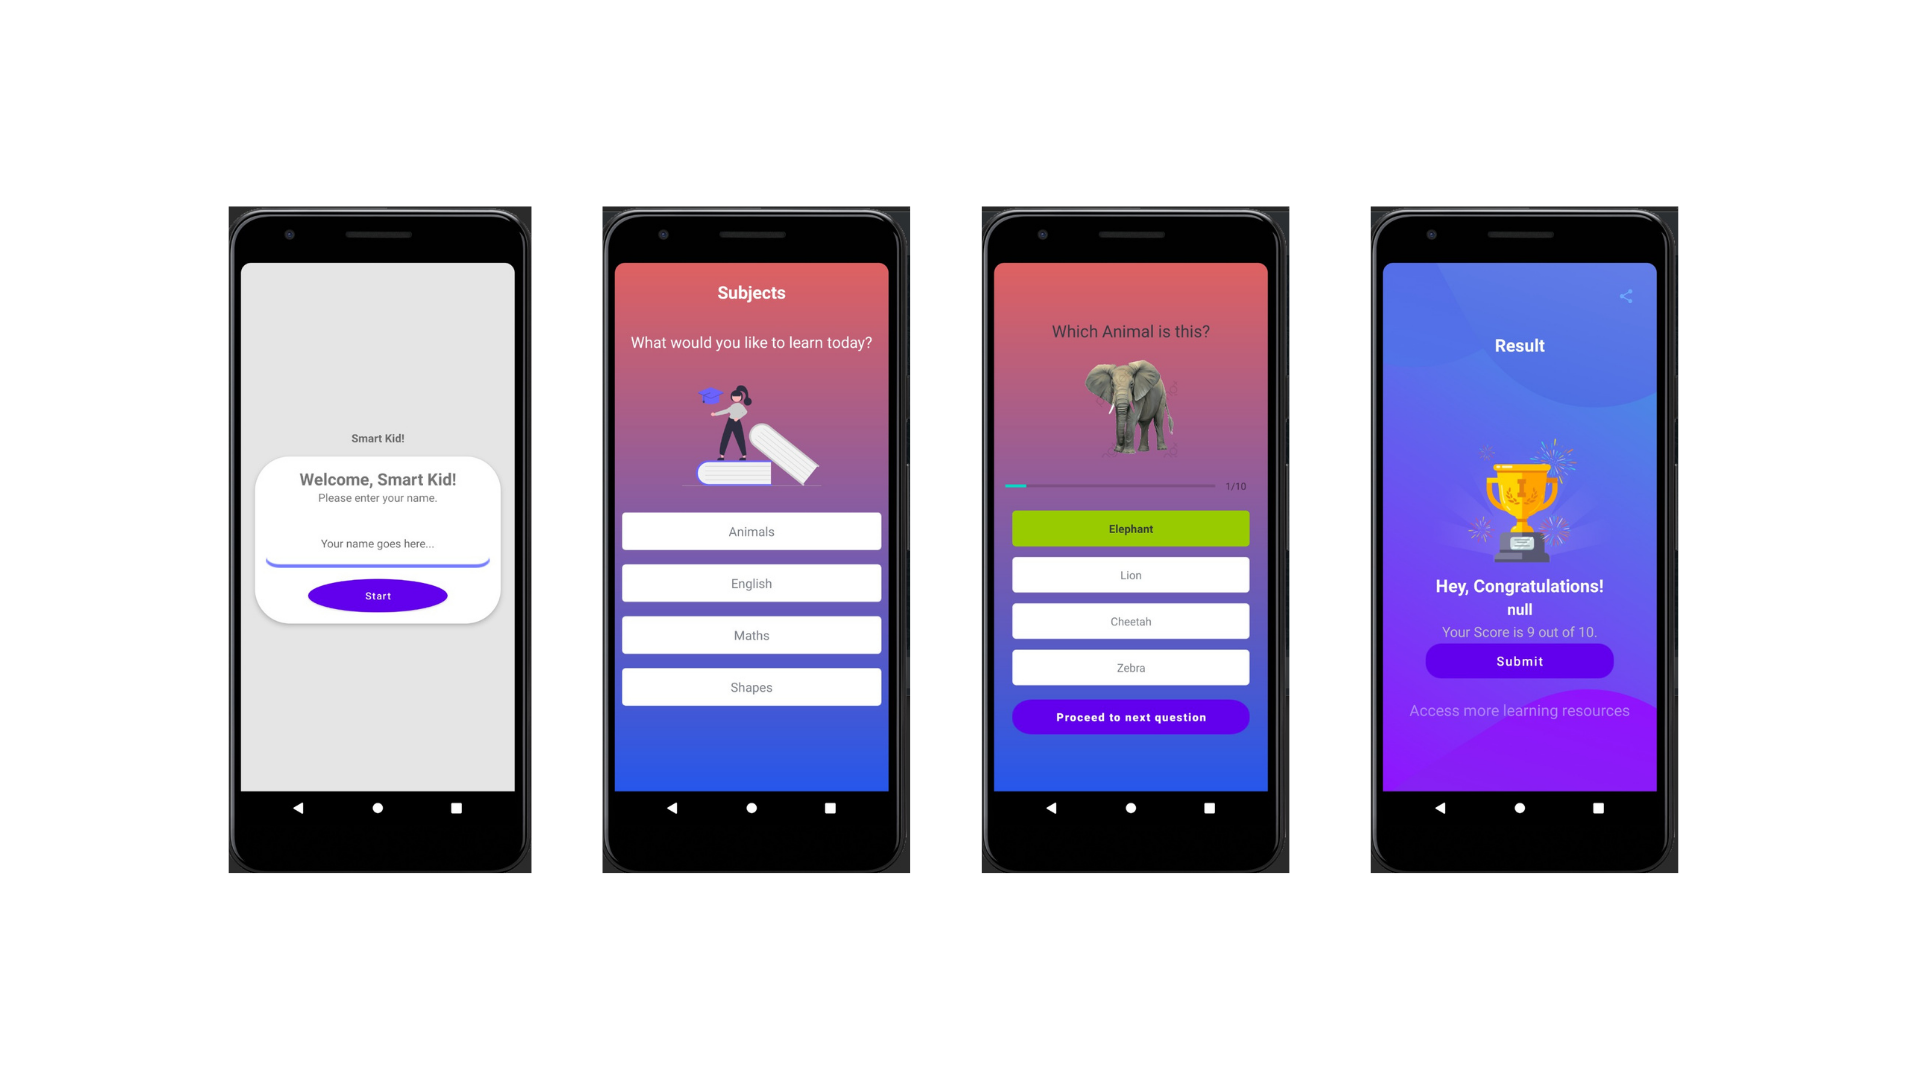 Smart Kid!
Welcome, Smart Kid!
Please enter your name.
Your name goes here...
Start
Subjects
What would you like to learn today?
Animals
English
Maths
Shapes
Which Animal is this?
1/10
Elephant
Lion
Cheetah
Zebra
Proceed to next question
Result
Hey, Congratulations!
null
Your Score is 9 out of 10.
Submit
Access more learning resources